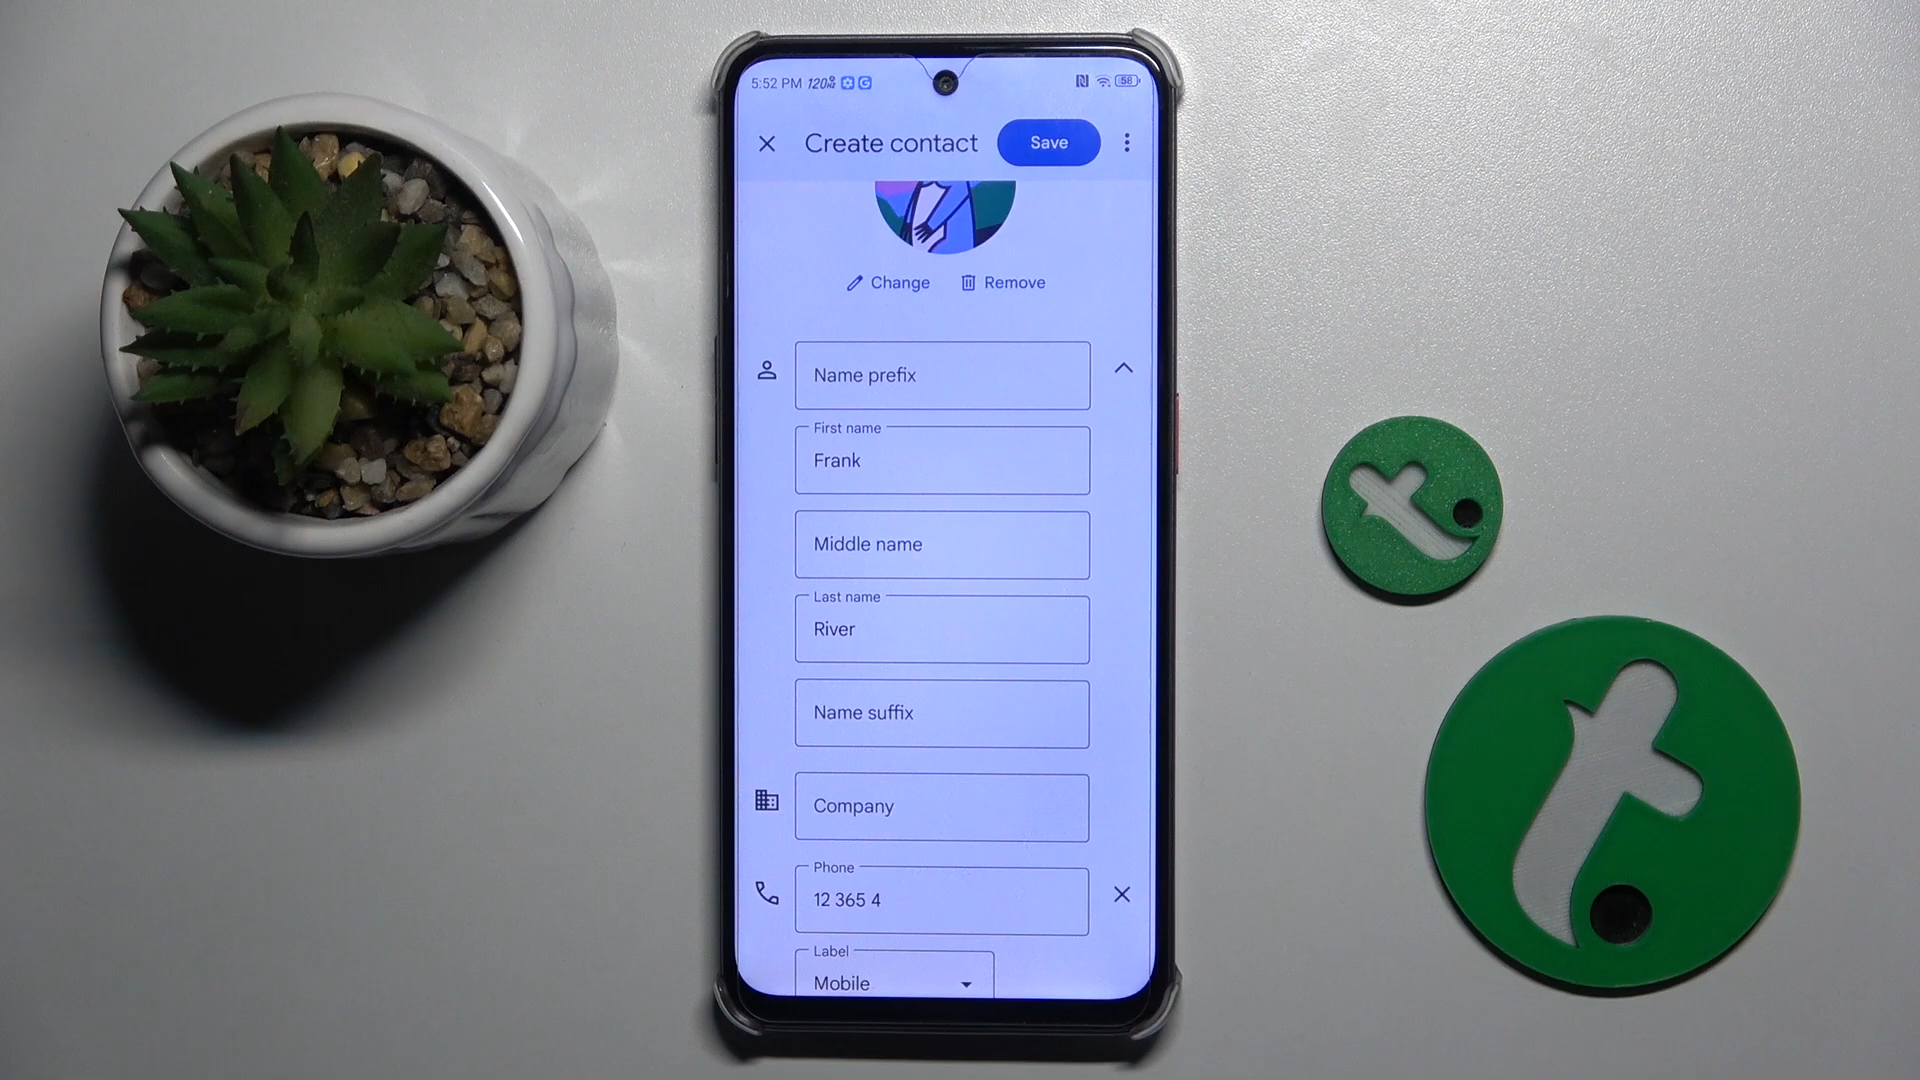 5:52 PM 120Hz G 58
Create contact Save
Change Remove
Name prefix
First name
Frank
Middle name
Last name
River
Name suffix
Company
Phone
12 365 4
Label
Mobile